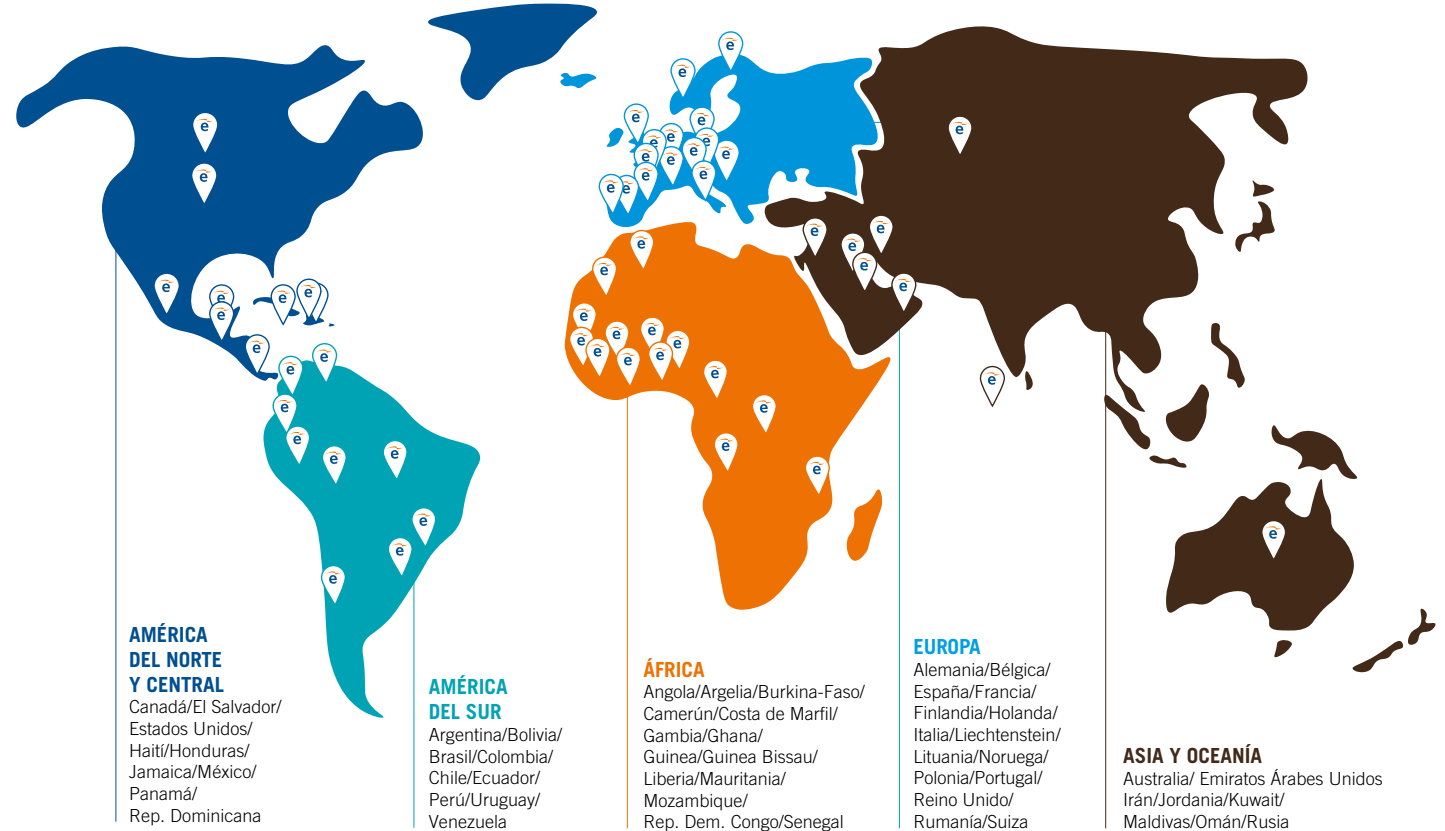 AMÉRICA
DEL NORTE
Y CENTRAL
Canadá/El Salvador/
Estados Unidos/
Haití/Honduras/
Jamaica/México/
Panamá/
Rep. Dominicana
AMÉRICA
DEL SUR
Argentina/Bolivia/
Brasil/Colombia/
Chile/Ecuador/
Perú/Uruguay/
Venezuela
ÁFRICA
Angola/Argelia/Burkina-Faso/
Camerún/Costa de Marfil/
Gambia/Ghana/
Guinea/Guinea Bissau/
Liberia/Mauritania/
Mozambique/
Rep. Dem. Congo/Senegal
EUROPA
Alemania/Bélgica/
España/Francia/
Finlandia/Holanda/
Italia/Liechtenstein/
Lituania/Noruega/
Polonia/Portugal/
Reino Unido/
Rumanía/Suiza
ASIA Y OCEANÍA
Australia/ Emiratos Árabes Unidos
Irán/Jordania/Kuwait/
Maldivas/Omán/Rusia